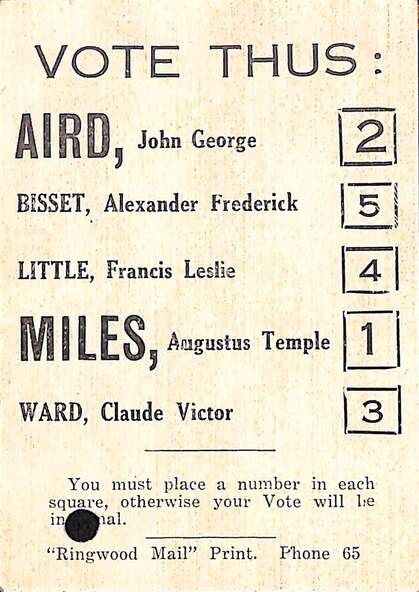 VOTE THUS:
AIRD, John George 2
BISSET, Alexander Frederick 5
LITTLE, Francis Leslie 4
MILES, Augustus Temple 1
WARD, Claude Victor 3
You must place a number in each
square, otherwise your Vote will be
"Ringwood Mail" Print. Phone 65